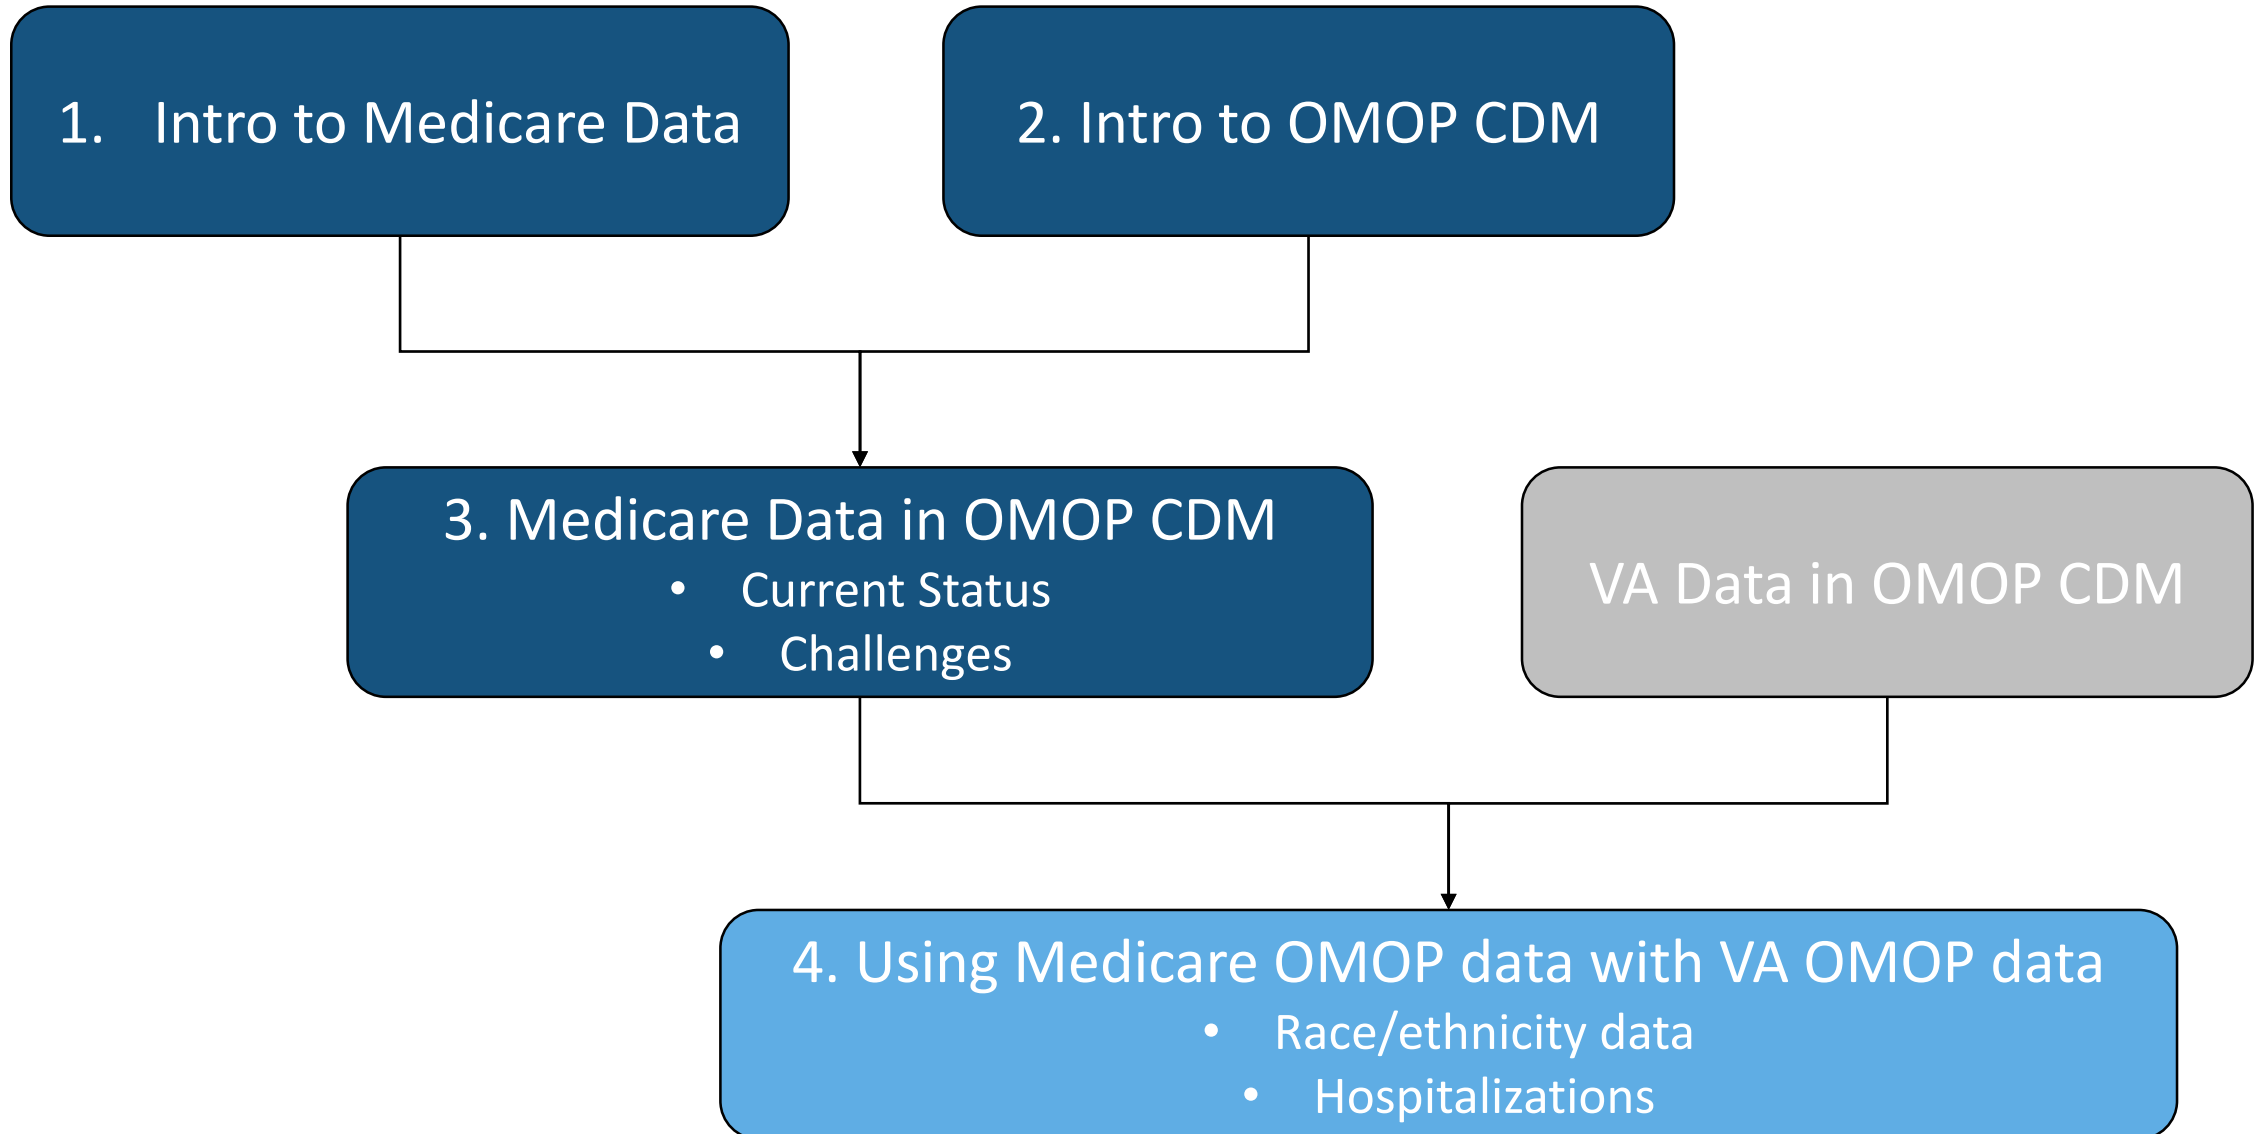 1. Intro to Medicare Data
2. Intro to OMOP CDM
3. Medicare Data in OMOP CDM
• Current Status
• Challenges
VA Data in OMOP CDM
4. Using Medicare OMOP data with VA OMOP data
• Race/ethnicity data
• Hospitalizations